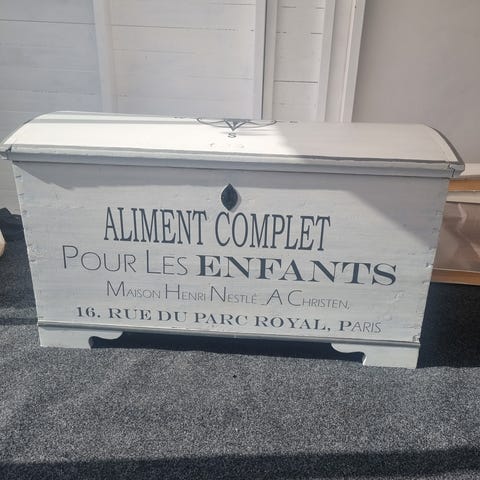 S
ALIMENT COMPLET
POUR LES ENFANTS
MAISON HENRI NESTLÉ, A CHRISTEN,
16, RUE DU PARC ROYAL, PARIS